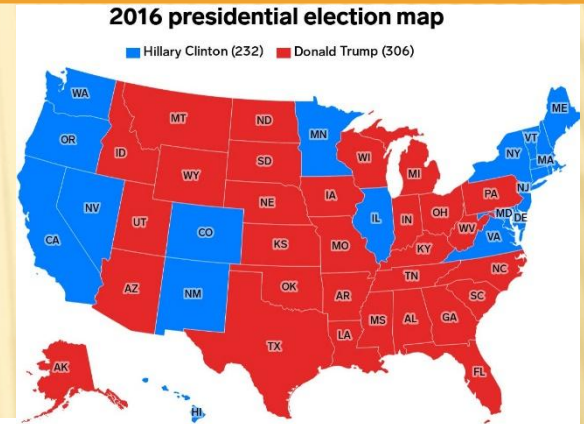 2016 presidential election map
Hillary Clinton (232) Donald Trump (306)
WA
ME
MT
ND
MN
VT
OR
ID
SD
WI
NY
MA
WY
MI
IA
PA
NJ
NE
NV
OH
MD
DE
UT
IL
IN
CO
WV
VA
CA
KS
MO
KY
NC
TN
AZ
OK
NM
AR
SC
MS
AL
GA
LA
TX
AK
FL
HI